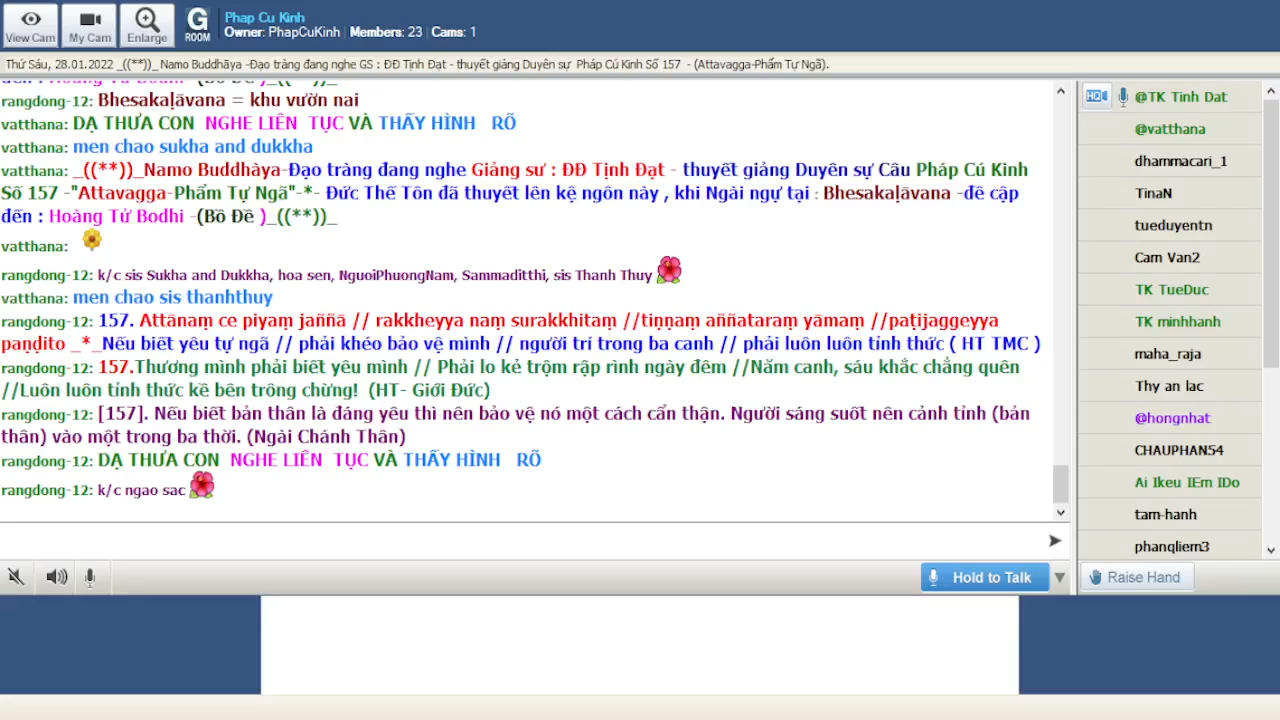 View Cam
My Cam
Enlarge
G
ROOM
Phap Cu Kinh
Owner: PhapCuKinh | Members: 23 | Cams: 1
Thứ Sáu, 28.01.2022 _((**))_ Namo Buddhāya -Đạo tràng đang nghe GS : ĐĐ Tịnh Đạt - thuyết giảng Duyên sự Pháp Cú Kinh Số 157 - (Attavagga-Phẩm Tự Ngã).
rangdong-12: Bhesakaḷāvana = khu vườn nai
vatthana: DẠ THƯA CON NGHE LIÊN TỤC VÀ THẤY HÌNH RÕ
vatthana: men chao sukha and dukkha
vatthana: _((**))_Namo Buddhàya-Đạo tràng đang nghe Giảng sư : ĐĐ Tịnh Đạt - thuyết giảng Duyên sự Câu Pháp Cú Kinh
Số 157 -"Attavagga-Phẩm Tự Ngã"-*- Đức Thế Tôn đã thuyết lên kệ ngôn này , khi Ngài ngự tại : Bhesakaḷāvana -đề cập
đến : Hoàng Tử Bodhi -(Bồ Đề )_((**))_
vatthana:
rangdong-12: k/c sis Sukha and Dukkha, hoa sen, NguoiPhuongNam, Sammaditthi, sis Thanh Thuy
vatthana: men chao sis thanhthuy
rangdong-12: 157. Attānaṃ ce piyaṃ jaññā // rakkheyya naṃ surakkhitaṃ //tiṇṇaṃ aññataraṃ yāmaṃ //paṭijaggeyya
paṇḍito _*_Nếu biết yêu tự ngã // phải khéo bảo vệ mình // người trí trong ba canh // phải luôn luôn tỉnh thức ( HT TMC )
rangdong-12: 157.Thương mình phải biết yêu mình // Phải lo kẻ trộm rập rình ngày đêm //Năm canh, sáu khắc chẳng quên
//Luôn luôn tỉnh thức kề bên trông chừng! (HT- Giới Đức)
rangdong-12: [157]. Nếu biết bản thân là đáng yêu thì nên bảo vệ nó một cách cẩn thận. Người sáng suốt nên cảnh tỉnh (bản
thân) vào một trong ba thời. (Ngài Chánh Thân)
rangdong-12: DẠ THƯA CON NGHE LIÊN TỤC VÀ THẤY HÌNH RÕ
rangdong-12: k/c ngao sac
HQ
@TK Tinh Dat
@vatthana
dhammacari_1
TinaN
tueduyentn
Cam Van2
TK TueDuc
TK minhhanh
maha_raja
Thy an lac
@hongnhat
CHAUPHAN54
Ai Ikeu IEm IDo
tam-hanh
phanqliem3
Hold to Talk
Raise Hand